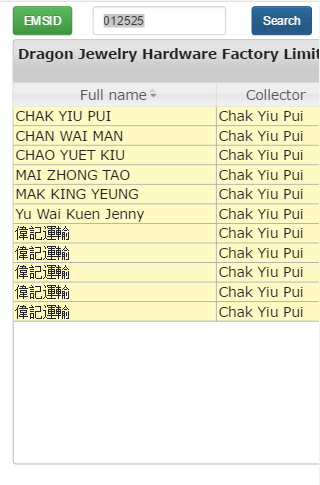 EMSID 012525 Search
Dragon Jewelry Hardware Factory Limit
Full name Collector
CHAK YIU PUI Chak Yiu Pui
CHAN WAI MAN Chak Yiu Pui
CHAO YUET KIU Chak Yiu Pui
MAI ZHONG TAO Chak Yiu Pui
MAK KING YEUNG Chak Yiu Pui
Yu Wai Kuen Jenny Chak Yiu Pui
偉記運輸 Chak Yiu Pui
偉記運輸 Chak Yiu Pui
偉記運輸 Chak Yiu Pui
偉記運輸 Chak Yiu Pui
偉記運輸 Chak Yiu Pui